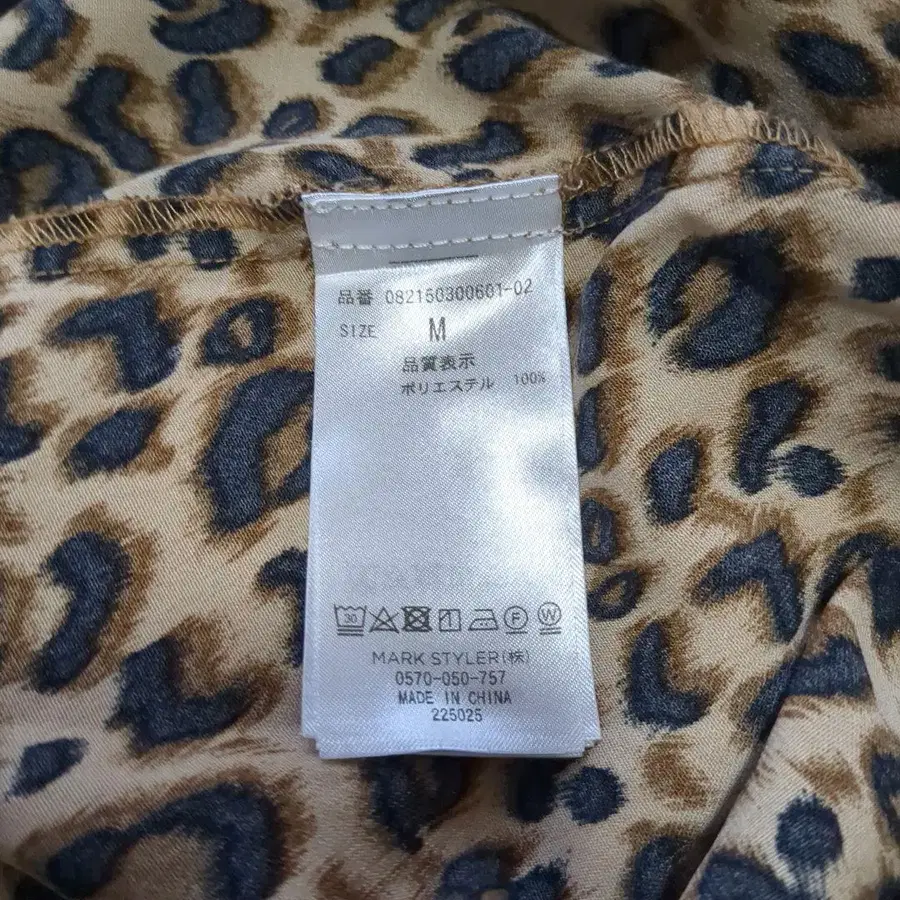 品番 082150300601-02
SIZE M
品質表示
ポリエステル 100%
30 F W
MARK STYLER(株)
0570-050-757
MADE IN CHINA
225025